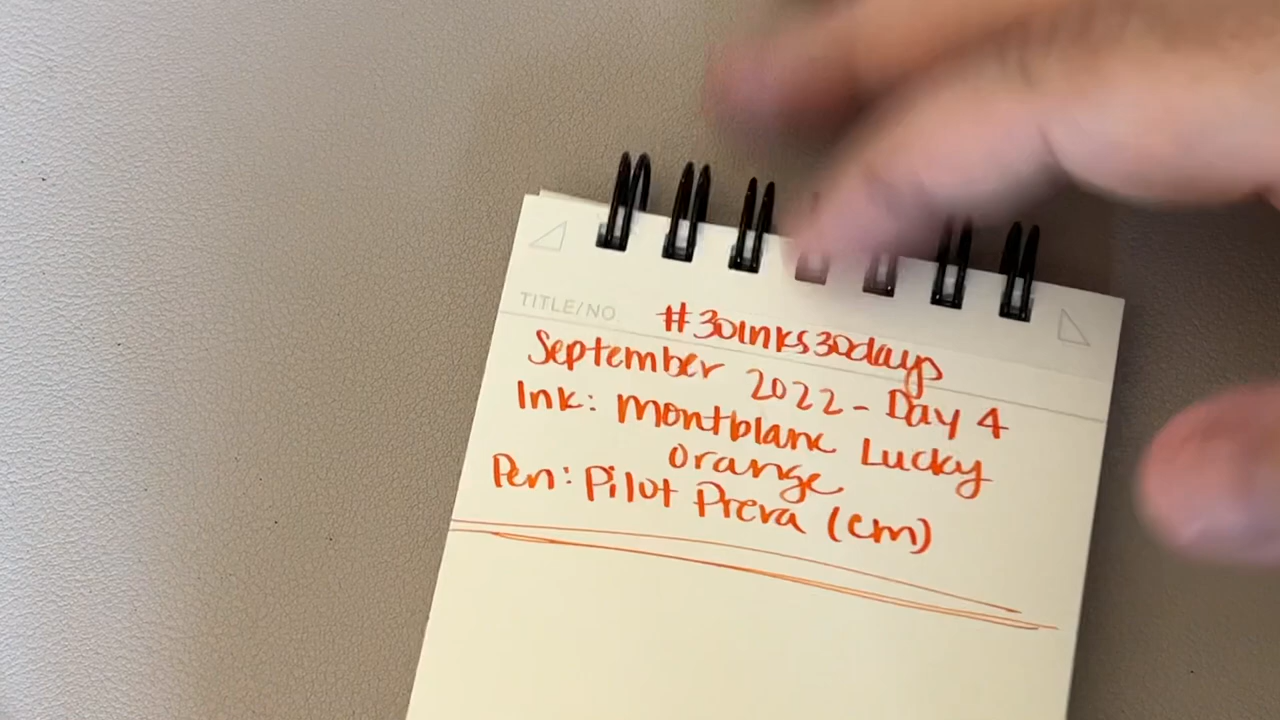 TITLE/NO.
#30inks30days
September 2022 - Day 4
Ink: Montblanc Lucky
orange
Pen: Pilot Prera (CM)